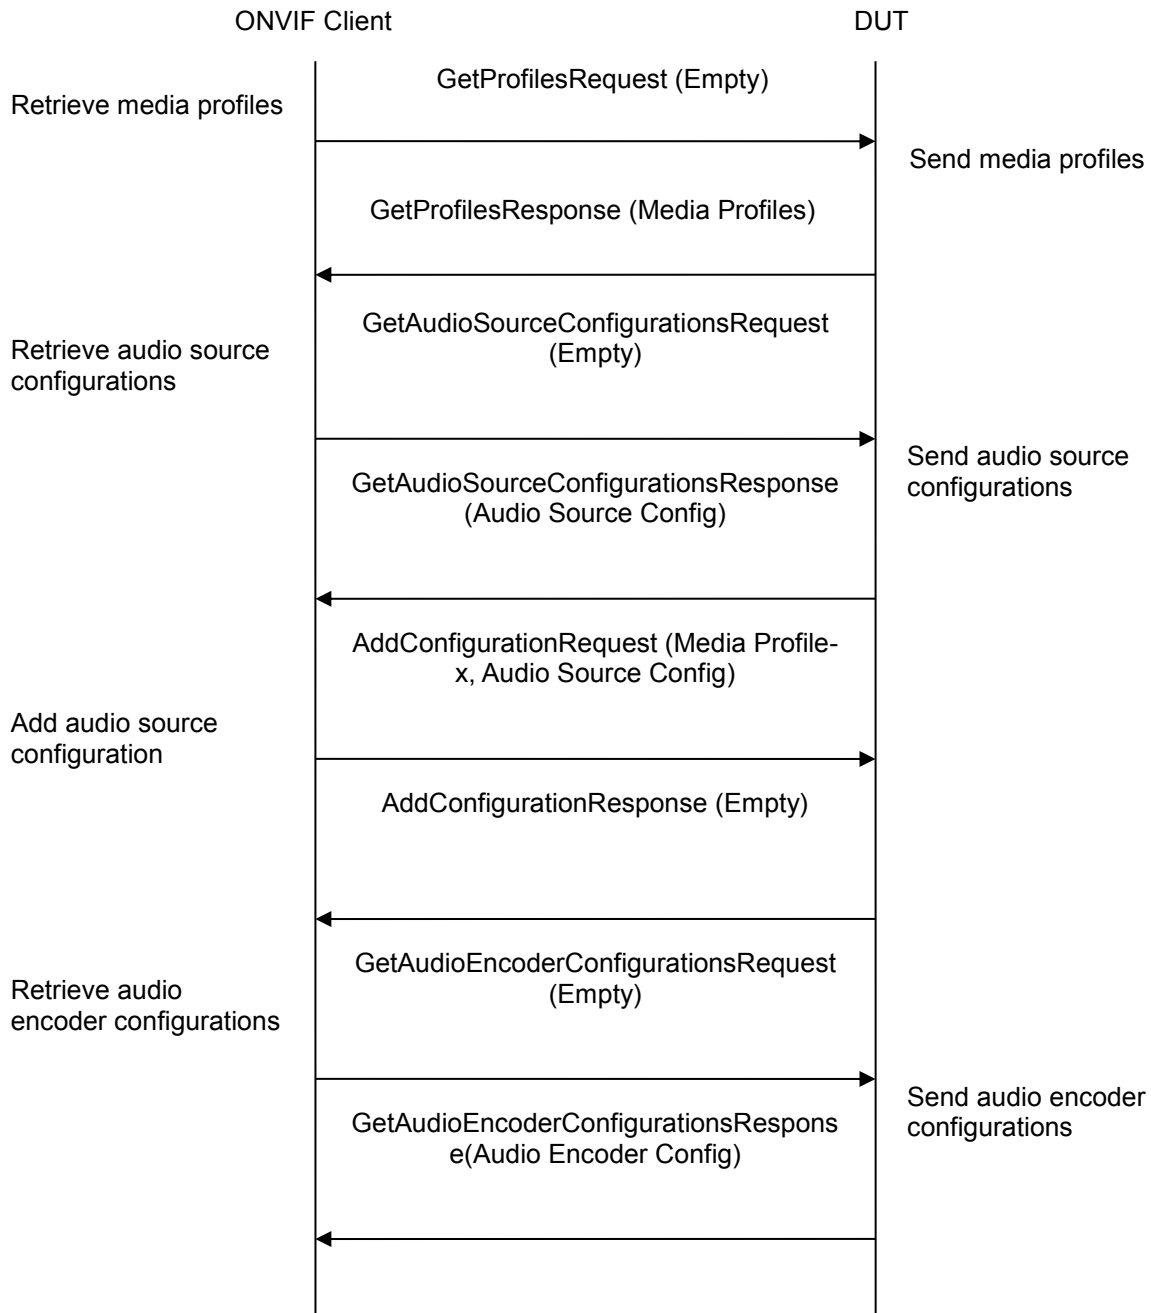 ONVIF Client
DUT
GetProfilesRequest (Empty)
Retrieve media profiles
Send media profiles
GetProfilesResponse (Media Profiles)
GetAudioSourceConfigurationsRequest
(Empty)
Retrieve audio source
configurations
Send audio source
configurations
GetAudioSourceConfigurationsResponse
(Audio Source Config)
AddConfigurationRequest (Media Profile-
x, Audio Source Config)
Add audio source
configuration
AddConfigurationResponse (Empty)
GetAudioEncoderConfigurationsRequest
(Empty)
Retrieve audio
encoder configurations
Send audio encoder
configurations
GetAudioEncoderConfigurationsRespons
e(Audio Encoder Config)